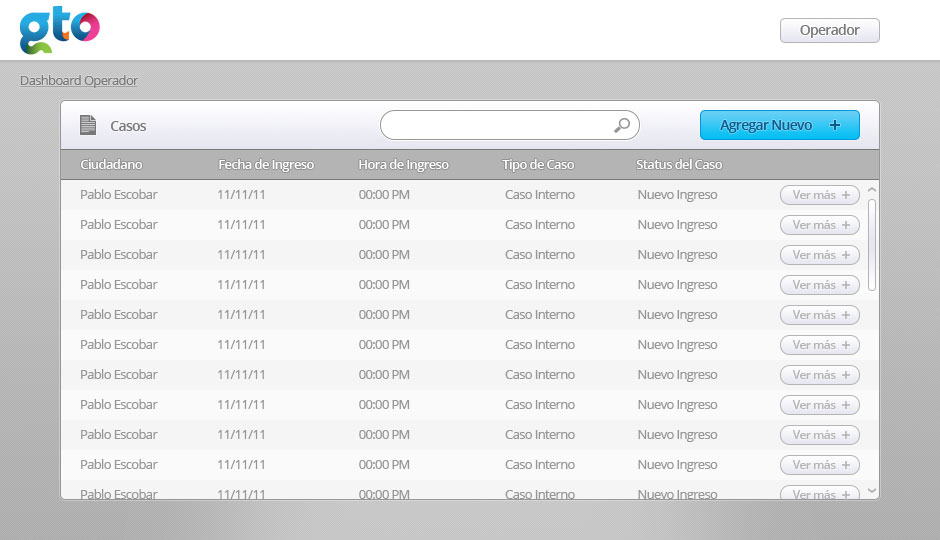 gto
Operador
Dashboard Operador
Casos Agregar Nuevo +
Ciudadano Fecha de Ingreso Hora de Ingreso Tipo de Caso Status del Caso
Pablo Escobar 11/11/11 00:00 PM Caso Interno Nuevo Ingreso Ver más +
Pablo Escobar 11/11/11 00:00 PM Caso Interno Nuevo Ingreso Ver más +
Pablo Escobar 11/11/11 00:00 PM Caso Interno Nuevo Ingreso Ver más +
Pablo Escobar 11/11/11 00:00 PM Caso Interno Nuevo Ingreso Ver más +
Pablo Escobar 11/11/11 00:00 PM Caso Interno Nuevo Ingreso Ver más +
Pablo Escobar 11/11/11 00:00 PM Caso Interno Nuevo Ingreso Ver más +
Pablo Escobar 11/11/11 00:00 PM Caso Interno Nuevo Ingreso Ver más +
Pablo Escobar 11/11/11 00:00 PM Caso Interno Nuevo Ingreso Ver más +
Pablo Escobar 11/11/11 00:00 PM Caso Interno Nuevo Ingreso Ver más +
Pablo Escobar 11/11/11 00:00 PM Caso Interno Nuevo Ingreso Ver más +
Pablo Escobar 11/11/11 00:00 PM Caso Interno Nuevo Ingreso Ver más +